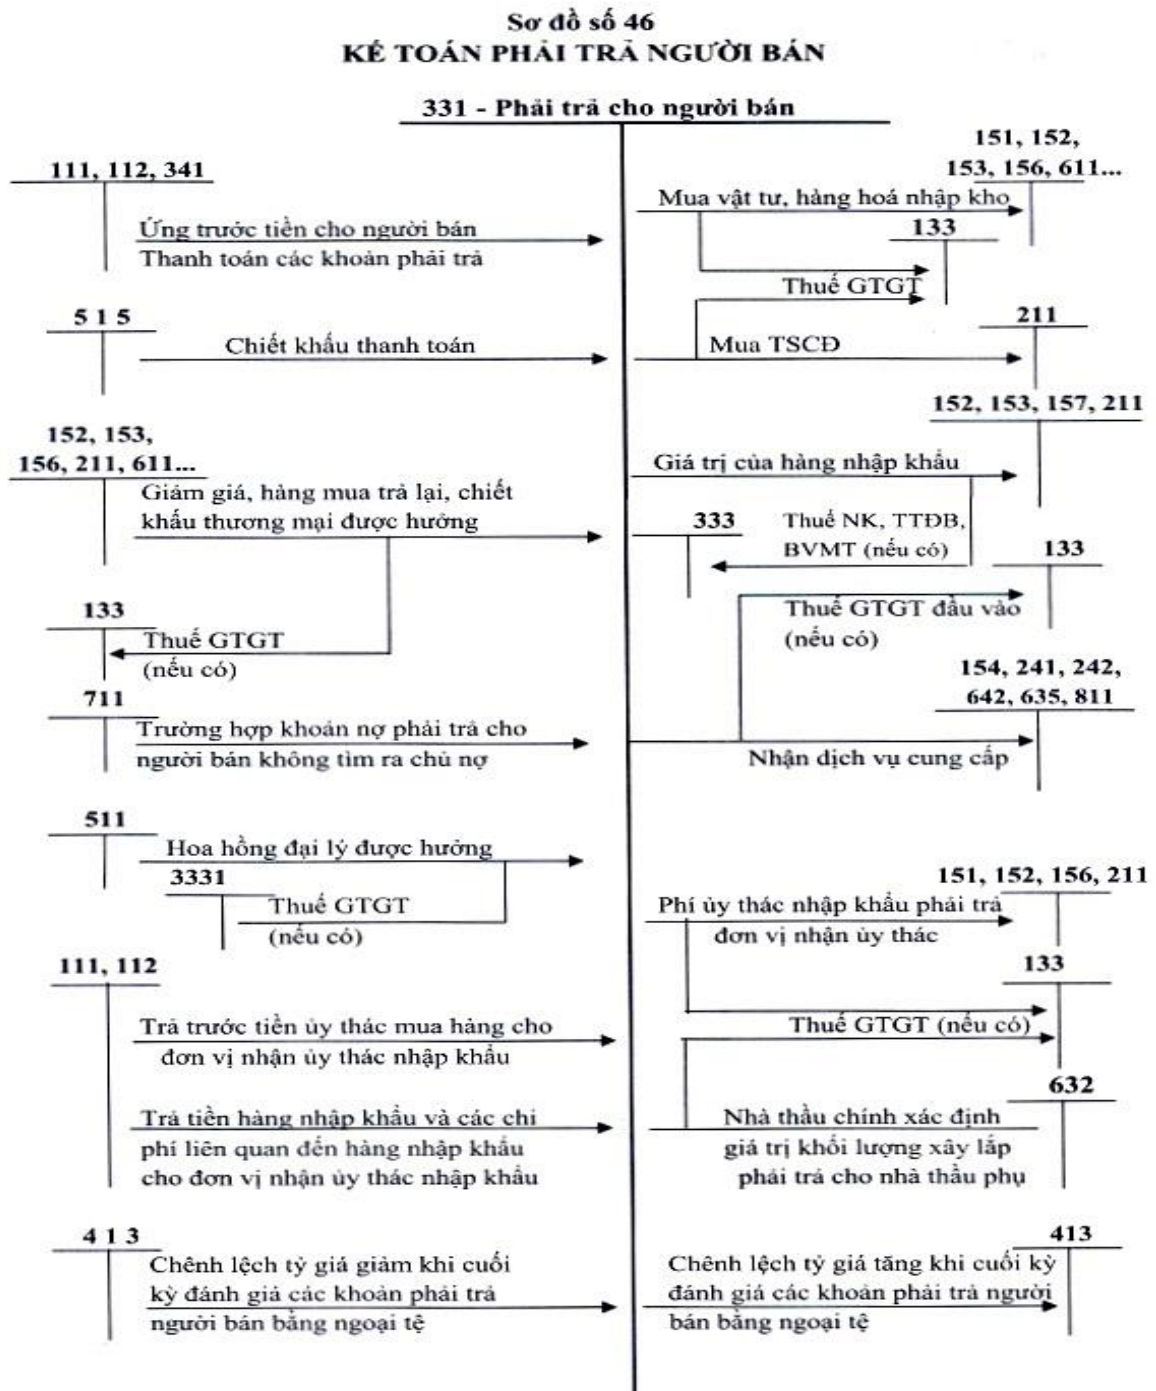 Sơ đồ số 46
KẾ TOÁN PHẢI TRẢ NGƯỜI BÁN
331 - Phải trả cho người bán
111, 112, 341
Ứng trước tiền cho người bán
Thanh toán các khoản phải trả
5 1 5
Chiết khấu thanh toán
152, 153,
156, 211, 611...
Giảm giá, hàng mua trả lại, chiết
khấu thương mại được hưởng
133
Thuế GTGT
(nếu có)
711
Trường hợp khoản nợ phải trả cho
người bán không tìm ra chủ nợ
511
Hoa hồng đại lý được hưởng
3331
Thuế GTGT
(nếu có)
111, 112
Trả trước tiền ủy thác mua hàng cho
đơn vị nhận ủy thác nhập khẩu
Trả tiền hàng nhập khẩu và các chi
phí liên quan đến hàng nhập khẩu
cho đơn vị nhận ủy thác nhập khẩu
4 1 3
Chênh lệch tỷ giá giảm khi cuối
kỳ đánh giá các khoản phải trả
người bán bằng ngoại tệ
151, 152,
153, 156, 611...
Mua vật tư, hàng hoá nhập kho
133
Thuế GTGT
211
Mua TSCĐ
152, 153, 157, 211
Giá trị của hàng nhập khẩu
333
Thuế NK, TTĐB,
BVMT (nếu có)
133
Thuế GTGT đầu vào
(nếu có)
154, 241, 242,
642, 635, 811
Nhận dịch vụ cung cấp
151, 152, 156, 211
Phí ủy thác nhập khẩu phải trả
đơn vị nhận ủy thác
133
Thuế GTGT (nếu có)
632
Nhà thầu chính xác định
giá trị khối lượng xây lắp
phải trả cho nhà thầu phụ
413
Chênh lệch tỷ giá tăng khi cuối kỳ
đánh giá các khoản phải trả người
bán bằng ngoại tệ